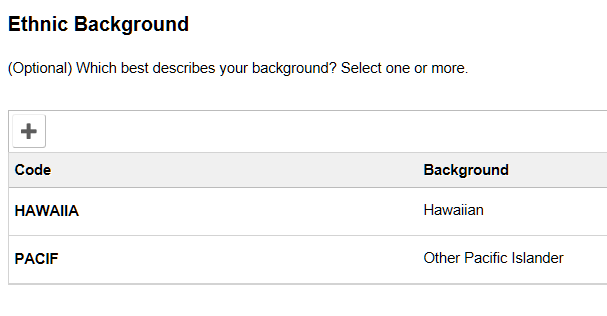 Ethnic Background
(Optional) Which best describes your background? Select one or more.
Code Background
HAWAIIA Hawaiian
PACIF Other Pacific Islander